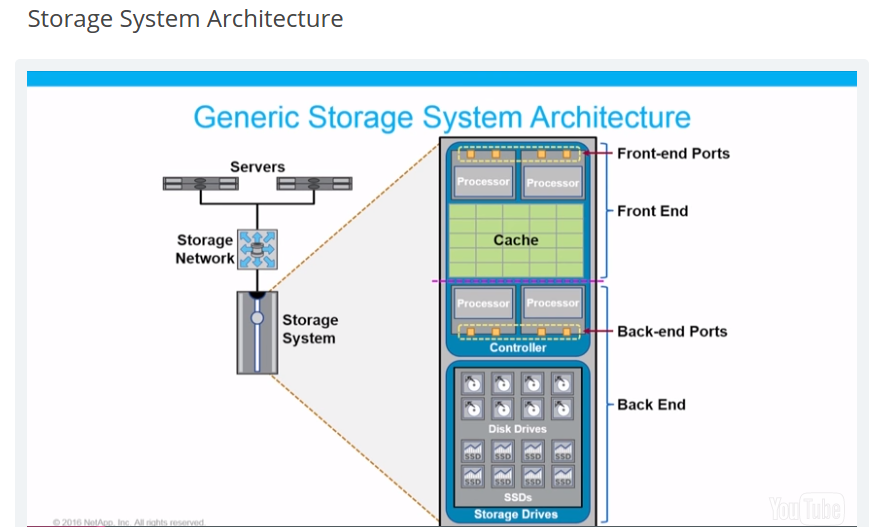 Storage System Architecture
Generic Storage System Architecture
Servers
Storage
Network
Storage
System
Front-end Ports
Processor
Processor
Front End
Cache
Processor
Processor
Back-end Ports
Controller
Back End
Disk Drives
SSD SSD SSD SSD
SSD SSD SSD SSD
SSDs
Storage Drives
© 2016 NetApp, Inc. All rights reserved.
YouTube